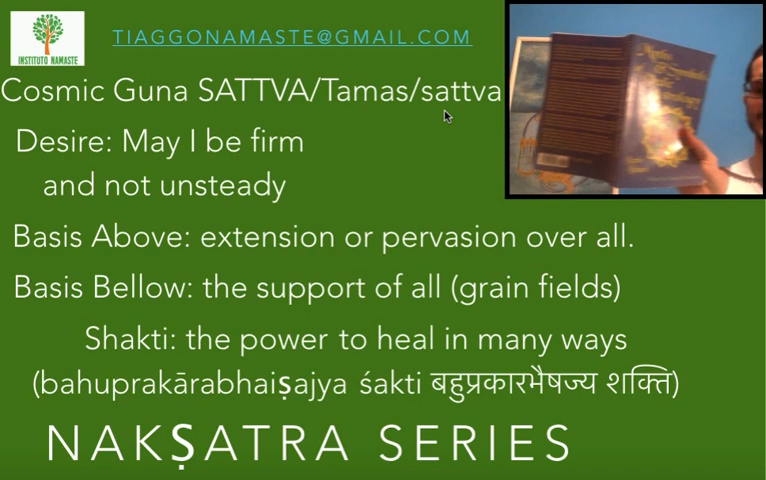 INSTITUTO NAMASTE
TIAGGONAMASTE@GMAIL.COM
Cosmic Guna SATTVA/Tamas/sattva
Desire: May I be firm
and not unsteady
Basis Above: extension or pervasion over all.
Basis Bellow: the support of all (grain fields)
Shakti: the power to heal in many ways
(bahuprakārabhaiṣajya śakti बहुप्रकारभैषज्य शक्ति)
NAKṢATRA SERIES